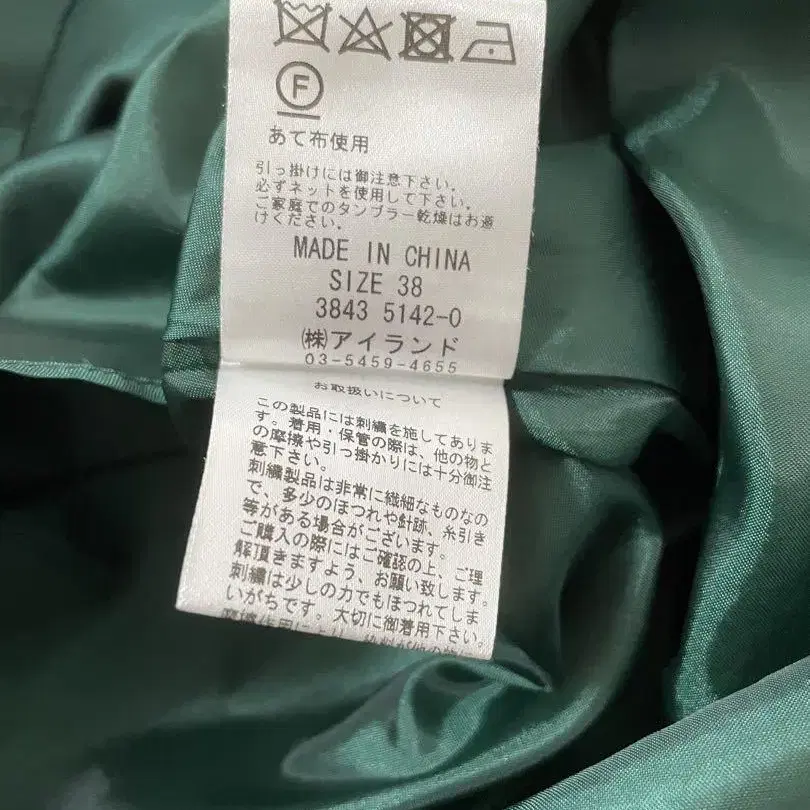 F
あて布使用
引っ掛けには御注意下さい。
必ずネットを使用して下さい。
ご家庭でのタンブラー乾燥はお避
けください。
MADE IN CHINA
SIZE 38
3843 5142-0
㈱アイランド
03-5459-4655
お取扱いについて
この製品には刺繍を施してありま
す。着用・保管の際は、他の物と
の摩擦や引っ掛かりには十分御注
意下さい。
刺繍製品は非常に繊細なものなの
で、多少のほつれや針跡、糸引き
等がある場合がございます。
ご購入の際にはご確認の上、ご理
解頂きますよう、お願い致します。
刺繍は少しの力でもほつれてしま
いがちです。大切に御着用下さい。